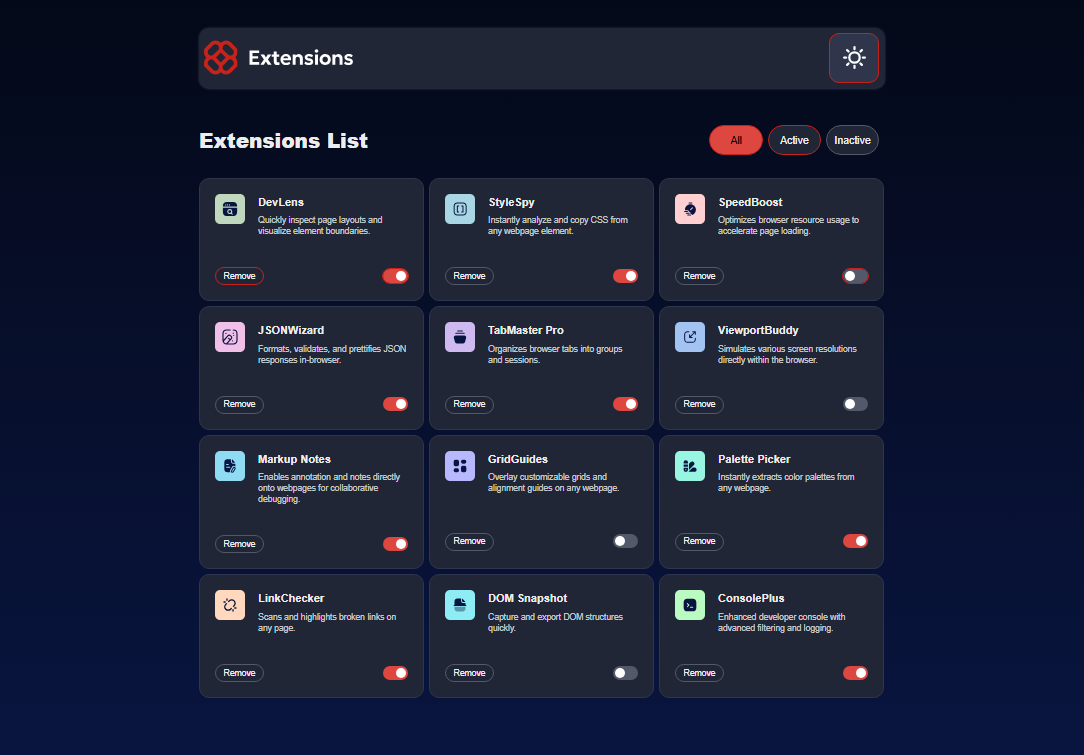 Extensions
Extensions List
All
Active
Inactive
DevLens
Quickly inspect page layouts and
visualize element boundaries.
Remove
StyleSpy
Instantly analyze and copy CSS from
any webpage element.
Remove
SpeedBoost
Optimizes browser resource usage to
accelerate page loading.
Remove
JSONWizard
Formats, validates, and prettifies JSON
responses in-browser.
Remove
TabMaster Pro
Organizes browser tabs into groups
and sessions.
Remove
ViewportBuddy
Simulates various screen resolutions
directly within the browser.
Remove
Markup Notes
Enables annotation and notes directly
onto webpages for collaborative
debugging.
Remove
GridGuides
Overlay customizable grids and
alignment guides on any webpage.
Remove
Palette Picker
Instantly extracts color palettes from
any webpage.
Remove
LinkChecker
Scans and highlights broken links on
any page.
Remove
DOM Snapshot
Capture and export DOM structures
quickly.
Remove
ConsolePlus
Enhanced developer console with
advanced filtering and logging.
Remove